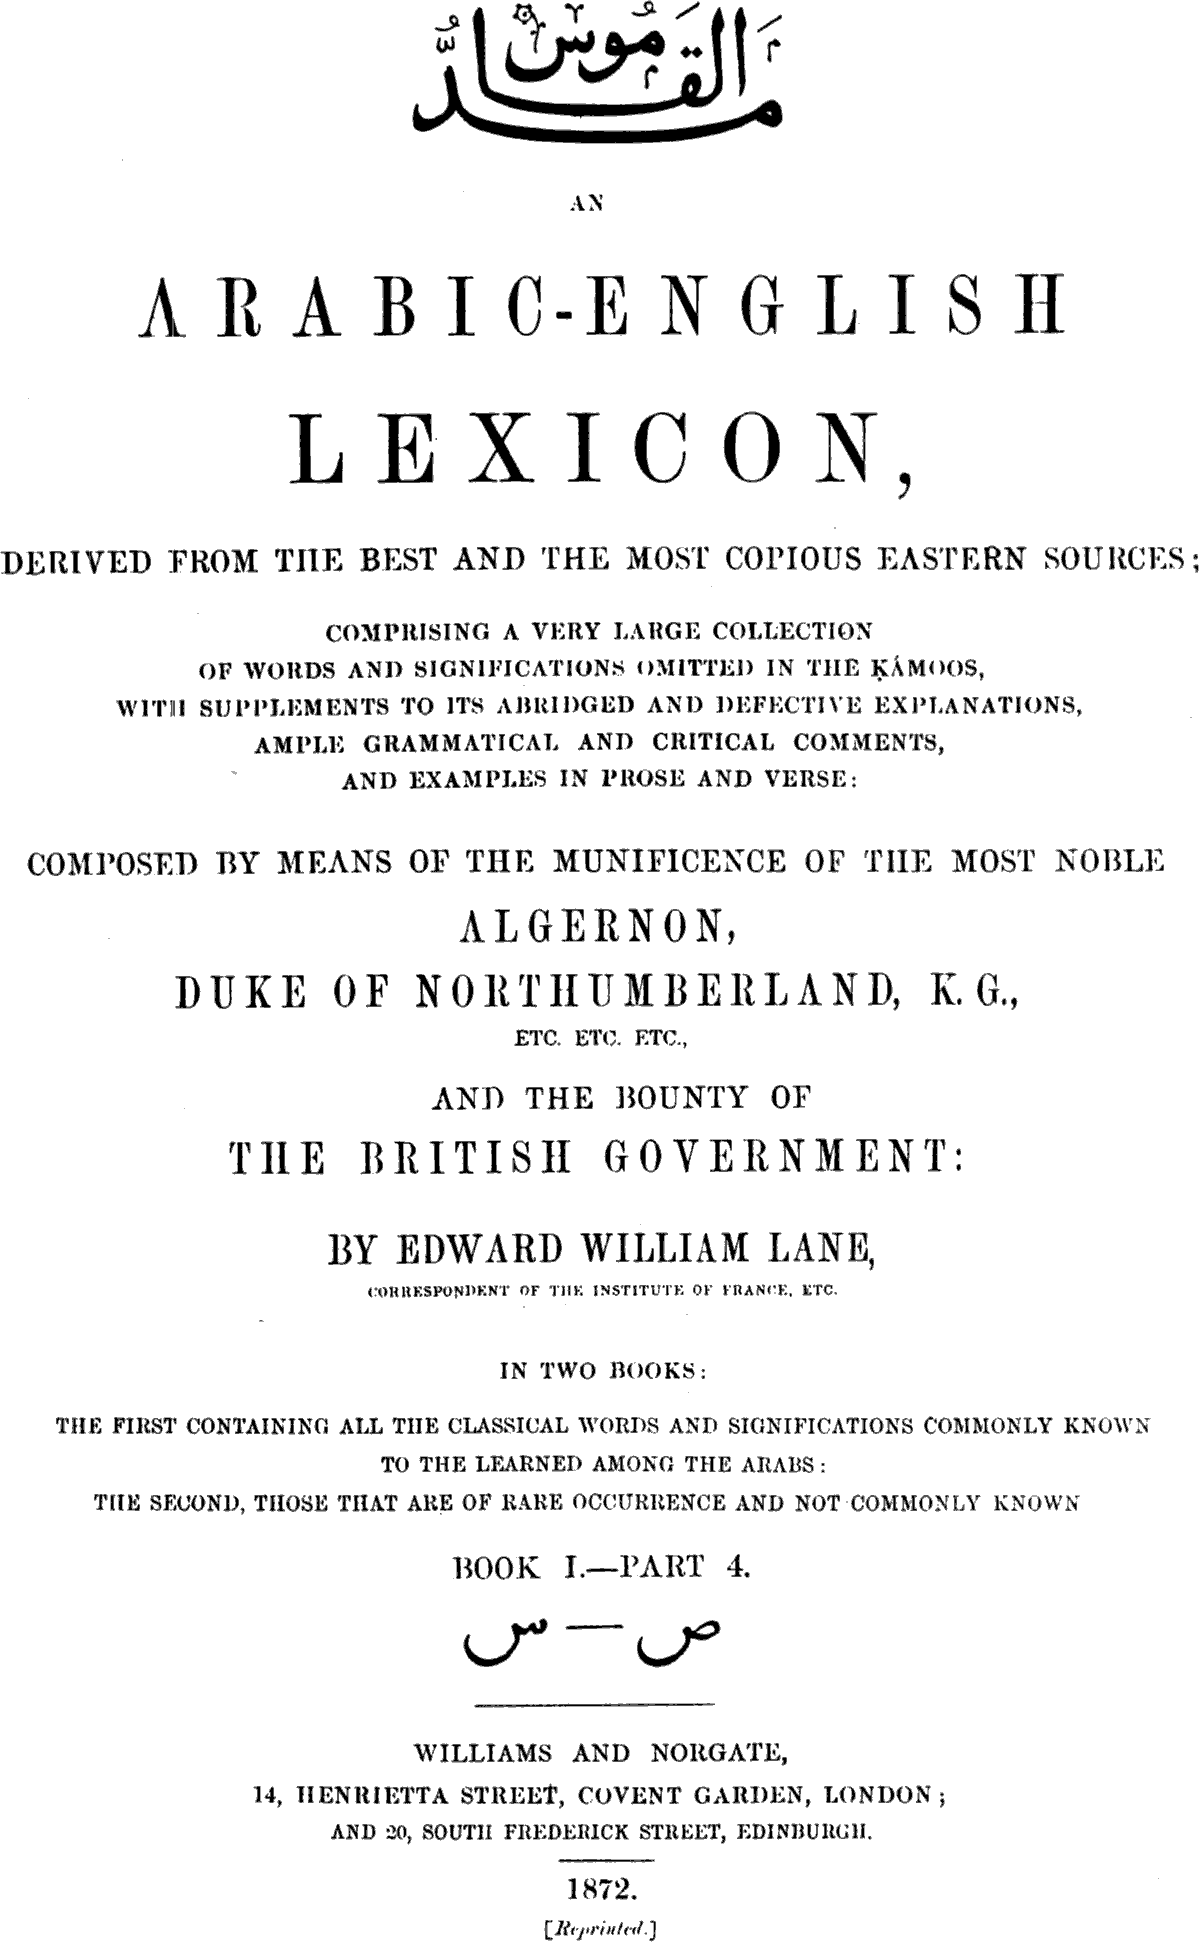 مَدُّ القَامُوس
AN
ARABIC-ENGLISH
LEXICON,
DERIVED FROM THE BEST AND THE MOST COPIOUS EASTERN SOURCES;
COMPRISING A VERY LARGE COLLECTION
OF WORDS AND SIGNIFICATIONS OMITTED IN THE ḲÁMOOS,
WITH SUPPLEMENTS TO ITS ABRIDGED AND DEFECTIVE EXPLANATIONS,
AMPLE GRAMMATICAL AND CRITICAL COMMENTS,
AND EXAMPLES IN PROSE AND VERSE:
COMPOSED BY MEANS OF THE MUNIFICENCE OF THE MOST NOBLE
ALGERNON,
DUKE OF NORTHUMBERLAND, K. G.,
ETC. ETC. ETC.,
AND THE BOUNTY OF
THE BRITISH GOVERNMENT:
BY EDWARD WILLIAM LANE,
CORRESPONDENT OF THE INSTITUTE OF FRANCE, ETC.
IN TWO BOOKS:
THE FIRST CONTAINING ALL THE CLASSICAL WORDS AND SIGNIFICATIONS COMMONLY KNOWN
TO THE LEARNED AMONG THE ARABS:
THE SECOND, THOSE THAT ARE OF RARE OCCURRENCE AND NOT COMMONLY KNOWN
BOOK I.—PART 4.
س — ص
WILLIAMS AND NORGATE,
14, HENRIETTA STREET, COVENT GARDEN, LONDON;
AND 20, SOUTH FREDERICK STREET, EDINBURGH.
1872.
[Reprinted.]